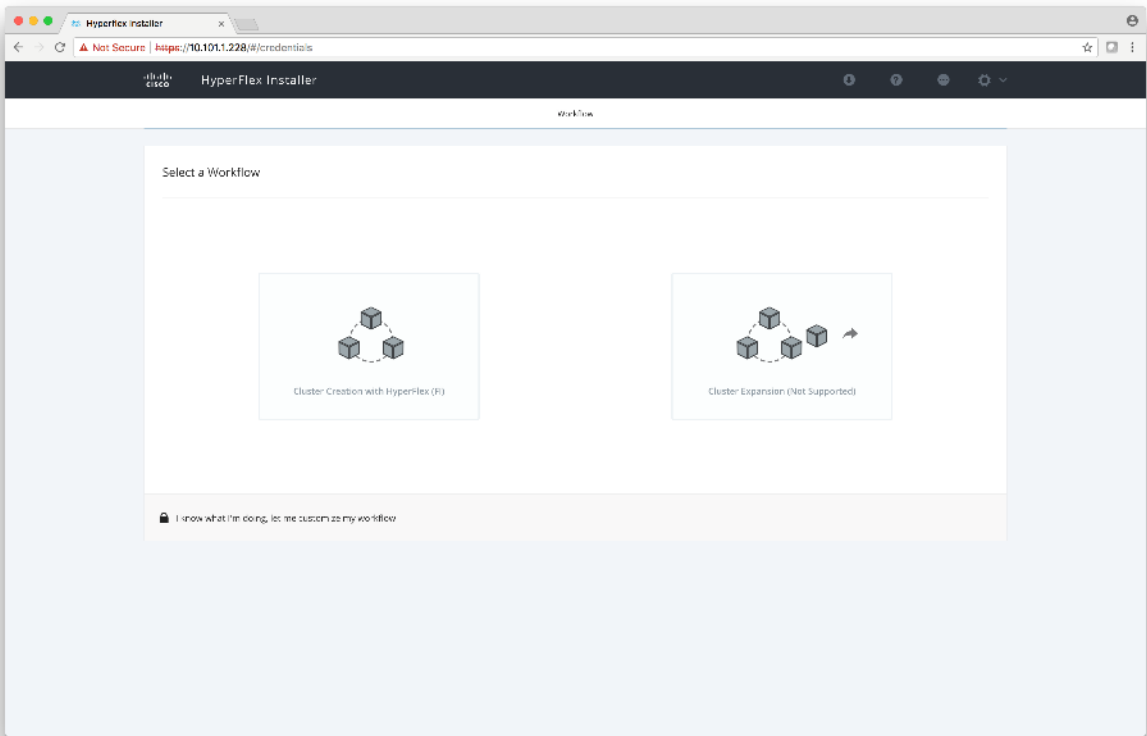 Hyperflex Installer
Not Secure | https://10.101.1.228/#/credentials
cisco HyperFlex Installer
Workflow
Select a Workflow
Cluster Creation with HyperFlex (FI)
Cluster Expansion (Not Supported)
I know what I'm doing, let me customize my workflow